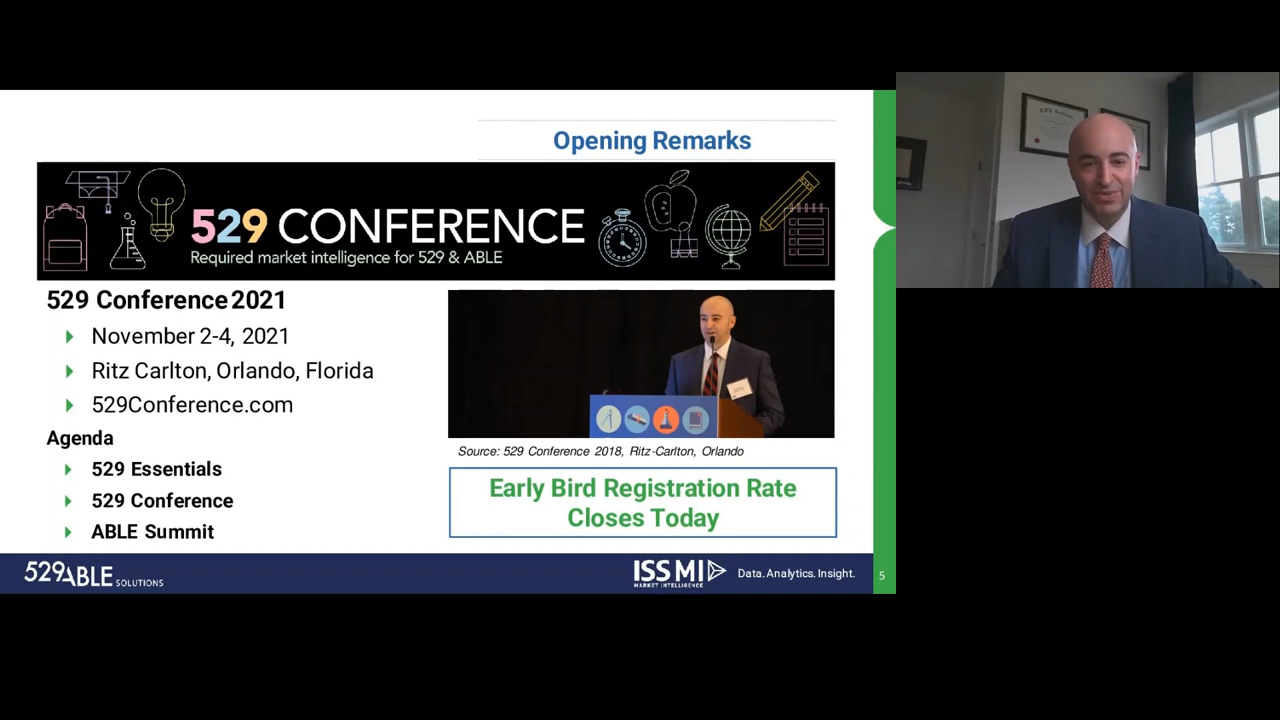 Opening Remarks
529 CONFERENCE
Required market intelligence for 529 & ABLE
529 Conference 2021
November 2-4, 2021
Ritz Carlton, Orlando, Florida
529Conference.com
Agenda
529 Essentials
529 Conference
ABLE Summit
Source: 529 Conference 2018, Ritz-Carlton, Orlando
Early Bird Registration Rate
Closes Today
529ABLE SOLUTIONS
ISS MI
MARKET INTELLIGENCE
Data. Analytics. Insight.
5